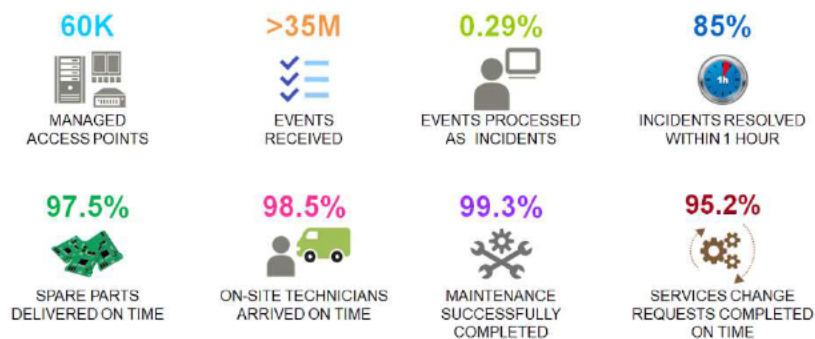 60K
>35M
0.29%
85%
1h
MANAGED
ACCESS POINTS
EVENTS
RECEIVED
EVENTS PROCESSED
AS INCIDENTS
INCIDENTS RESOLVED
WITHIN 1 HOUR
97.5%
98.5%
99.3%
95.2%
SPARE PARTS
DELIVERED ON TIME
ON-SITE TECHNICIANS
ARRIVED ON TIME
MAINTENANCE
SUCCESSFULLY
COMPLETED
SERVICES CHANGE
REQUESTS COMPLETED
ON TIME